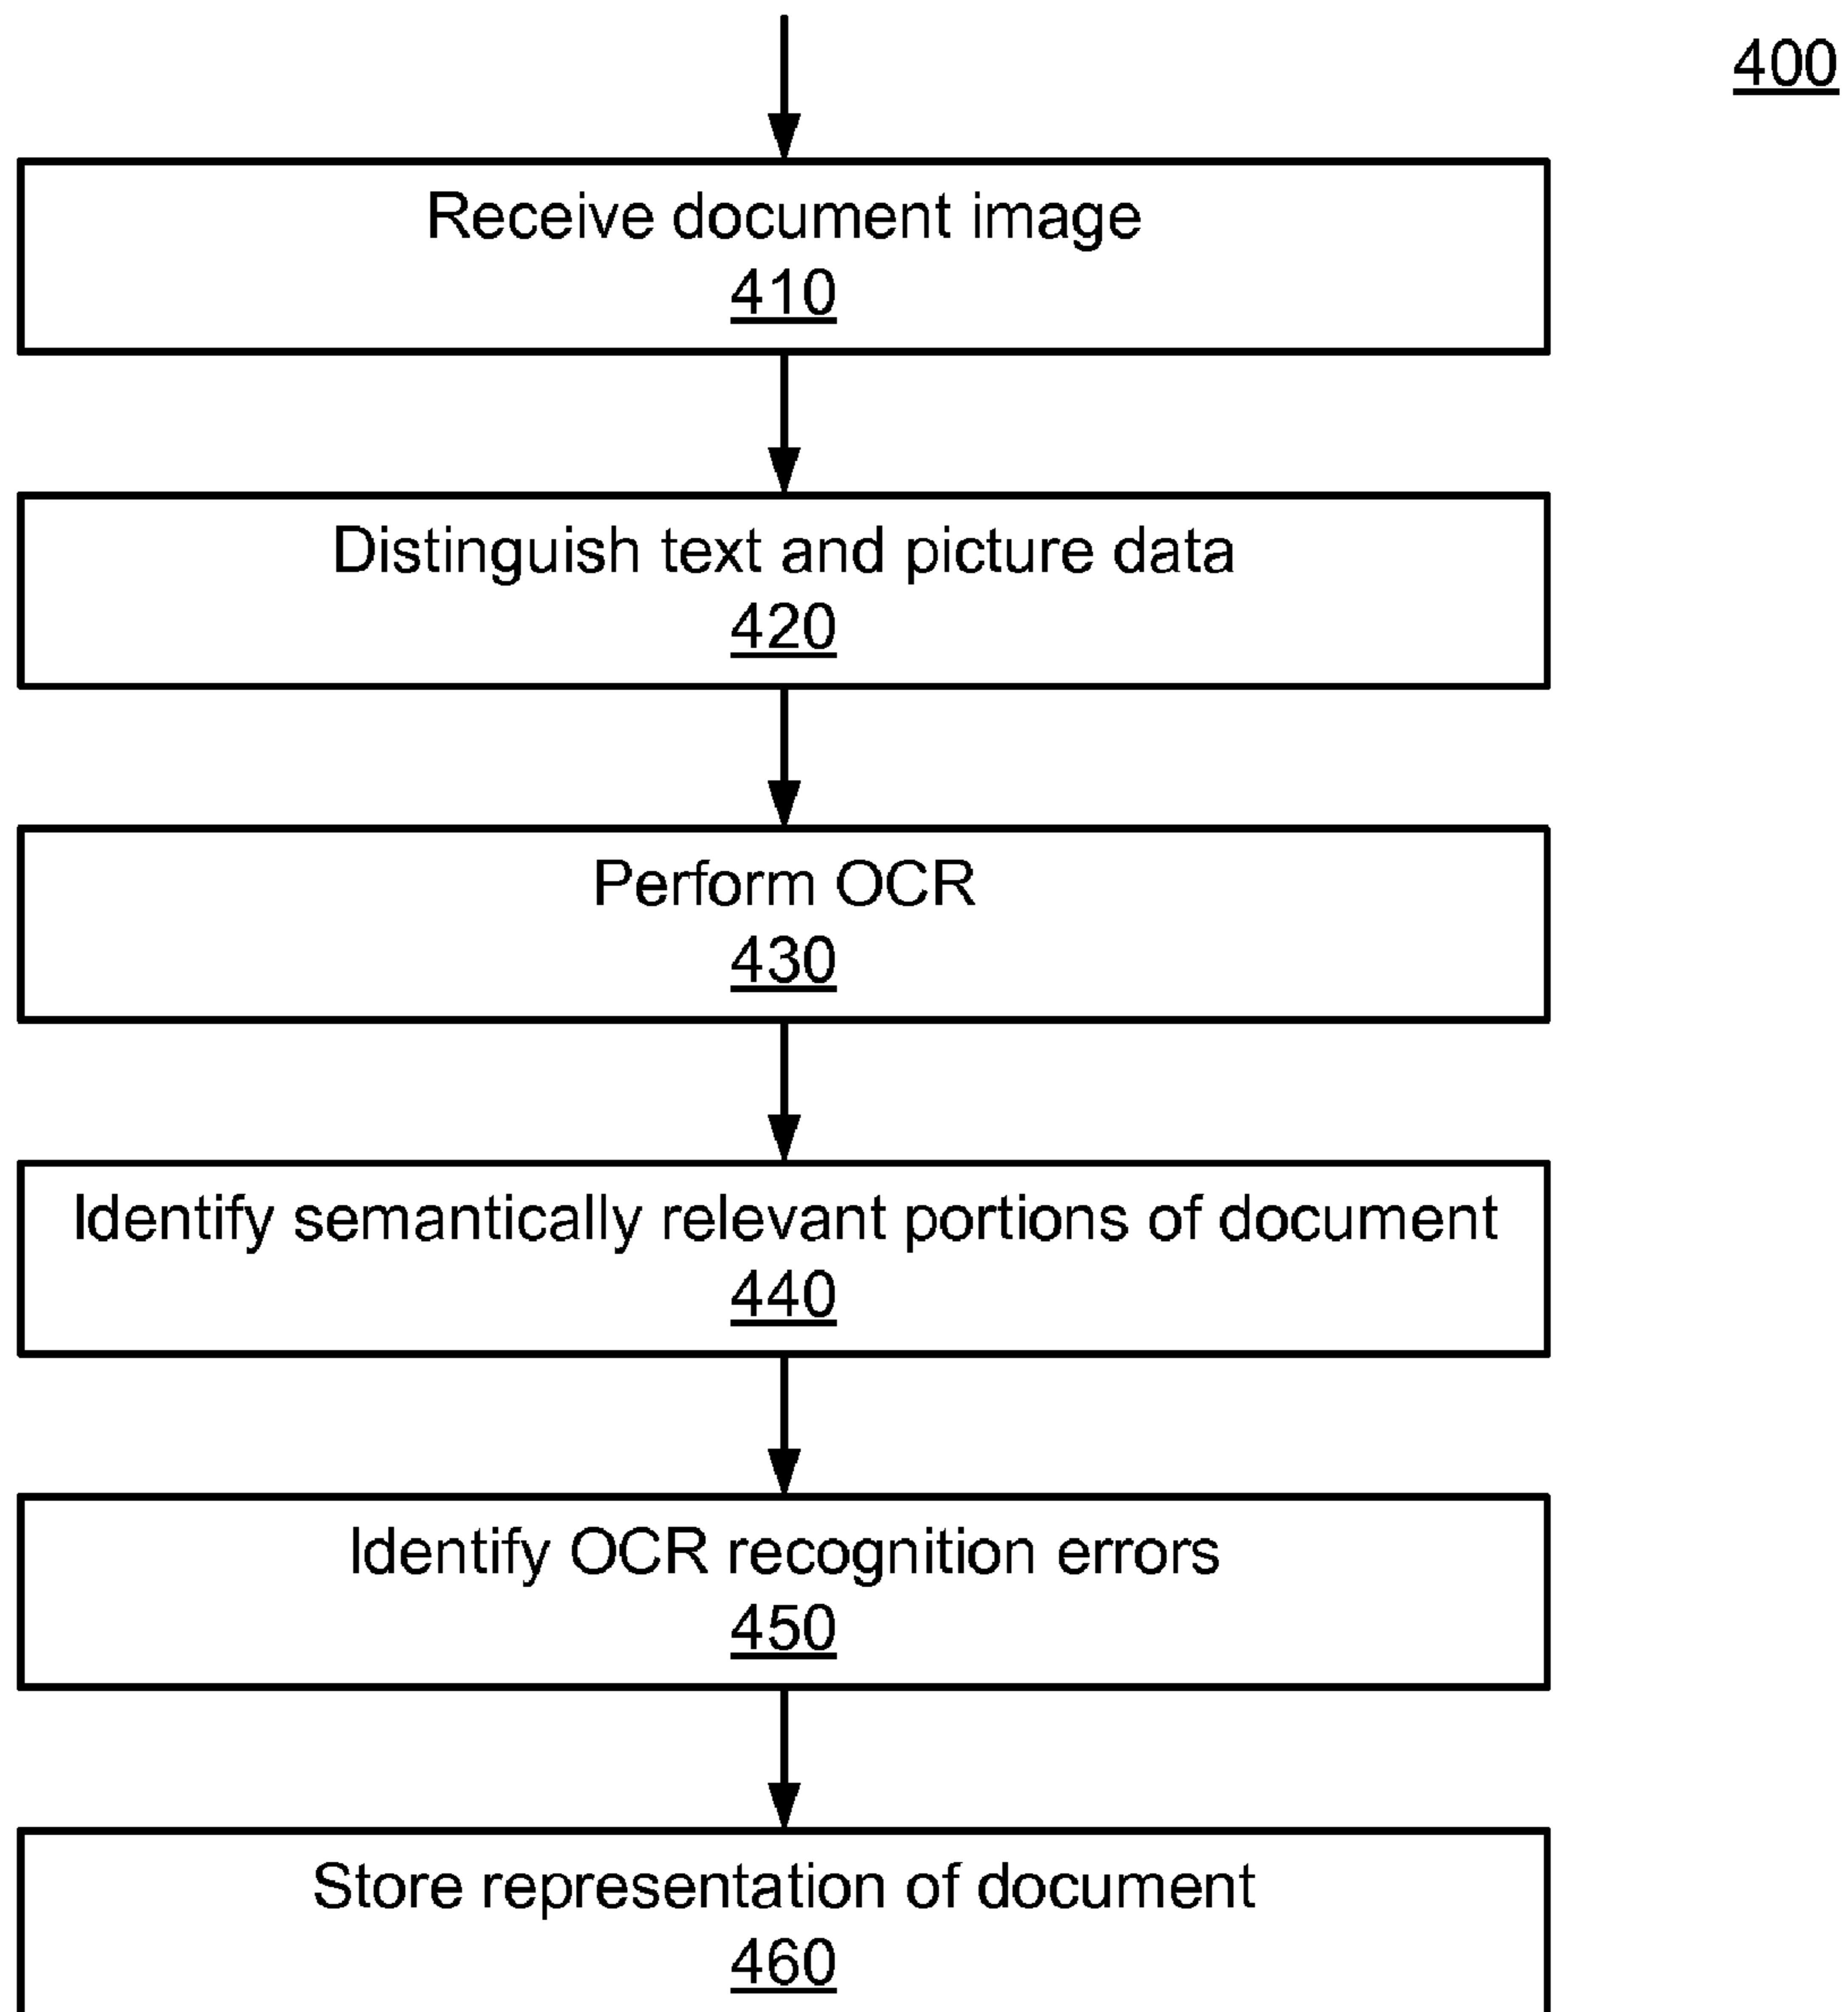 400
Receive document image
410
Distinguish text and picture data
420
Perform OCR
430
Identify semantically relevant portions of document
440
Identify OCR recognition errors
450
Store representation of document
460